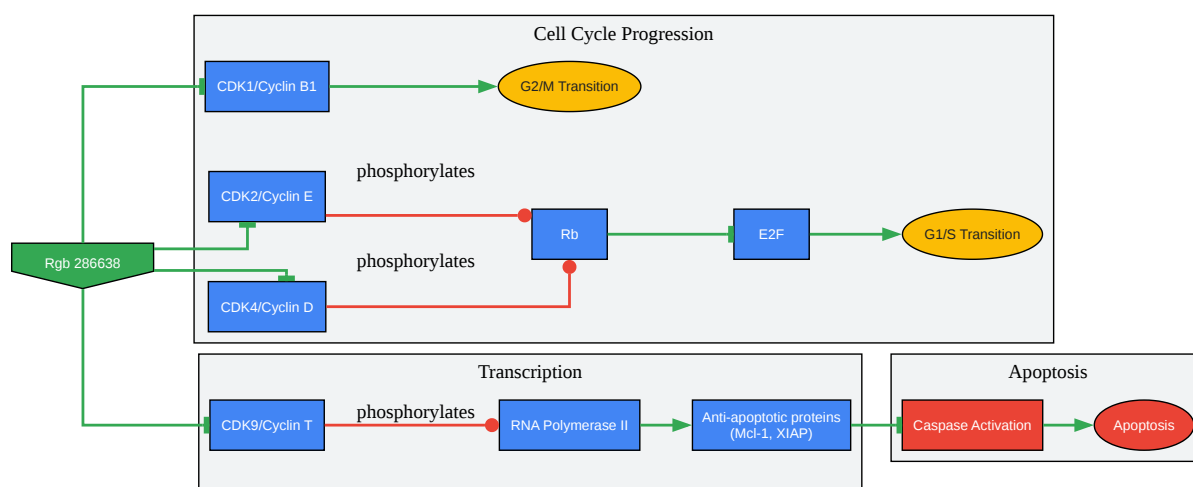 Cell Cycle Progression
CDK1/Cyclin B1
G2/M Transition
phosphorylates
CDK2/Cyclin E
Rb
E2F
G1/S Transition
Rgb 286638
phosphorylates
CDK4/Cyclin D
Transcription
Apoptosis
phosphorylates
CDK9/Cyclin T
RNA Polymerase II
Anti-apoptotic proteins
(Mcl-1, XIAP)
Caspase Activation
Apoptosis